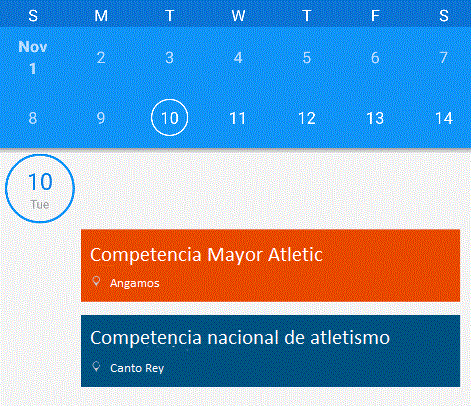 S M T W T F S
Nov
1 2 3 4 5 6 7
8 9 10 11 12 13 14
10
Tue
Competencia Mayor Atletic
Angamos
Competencia nacional de atletismo
Canto Rey